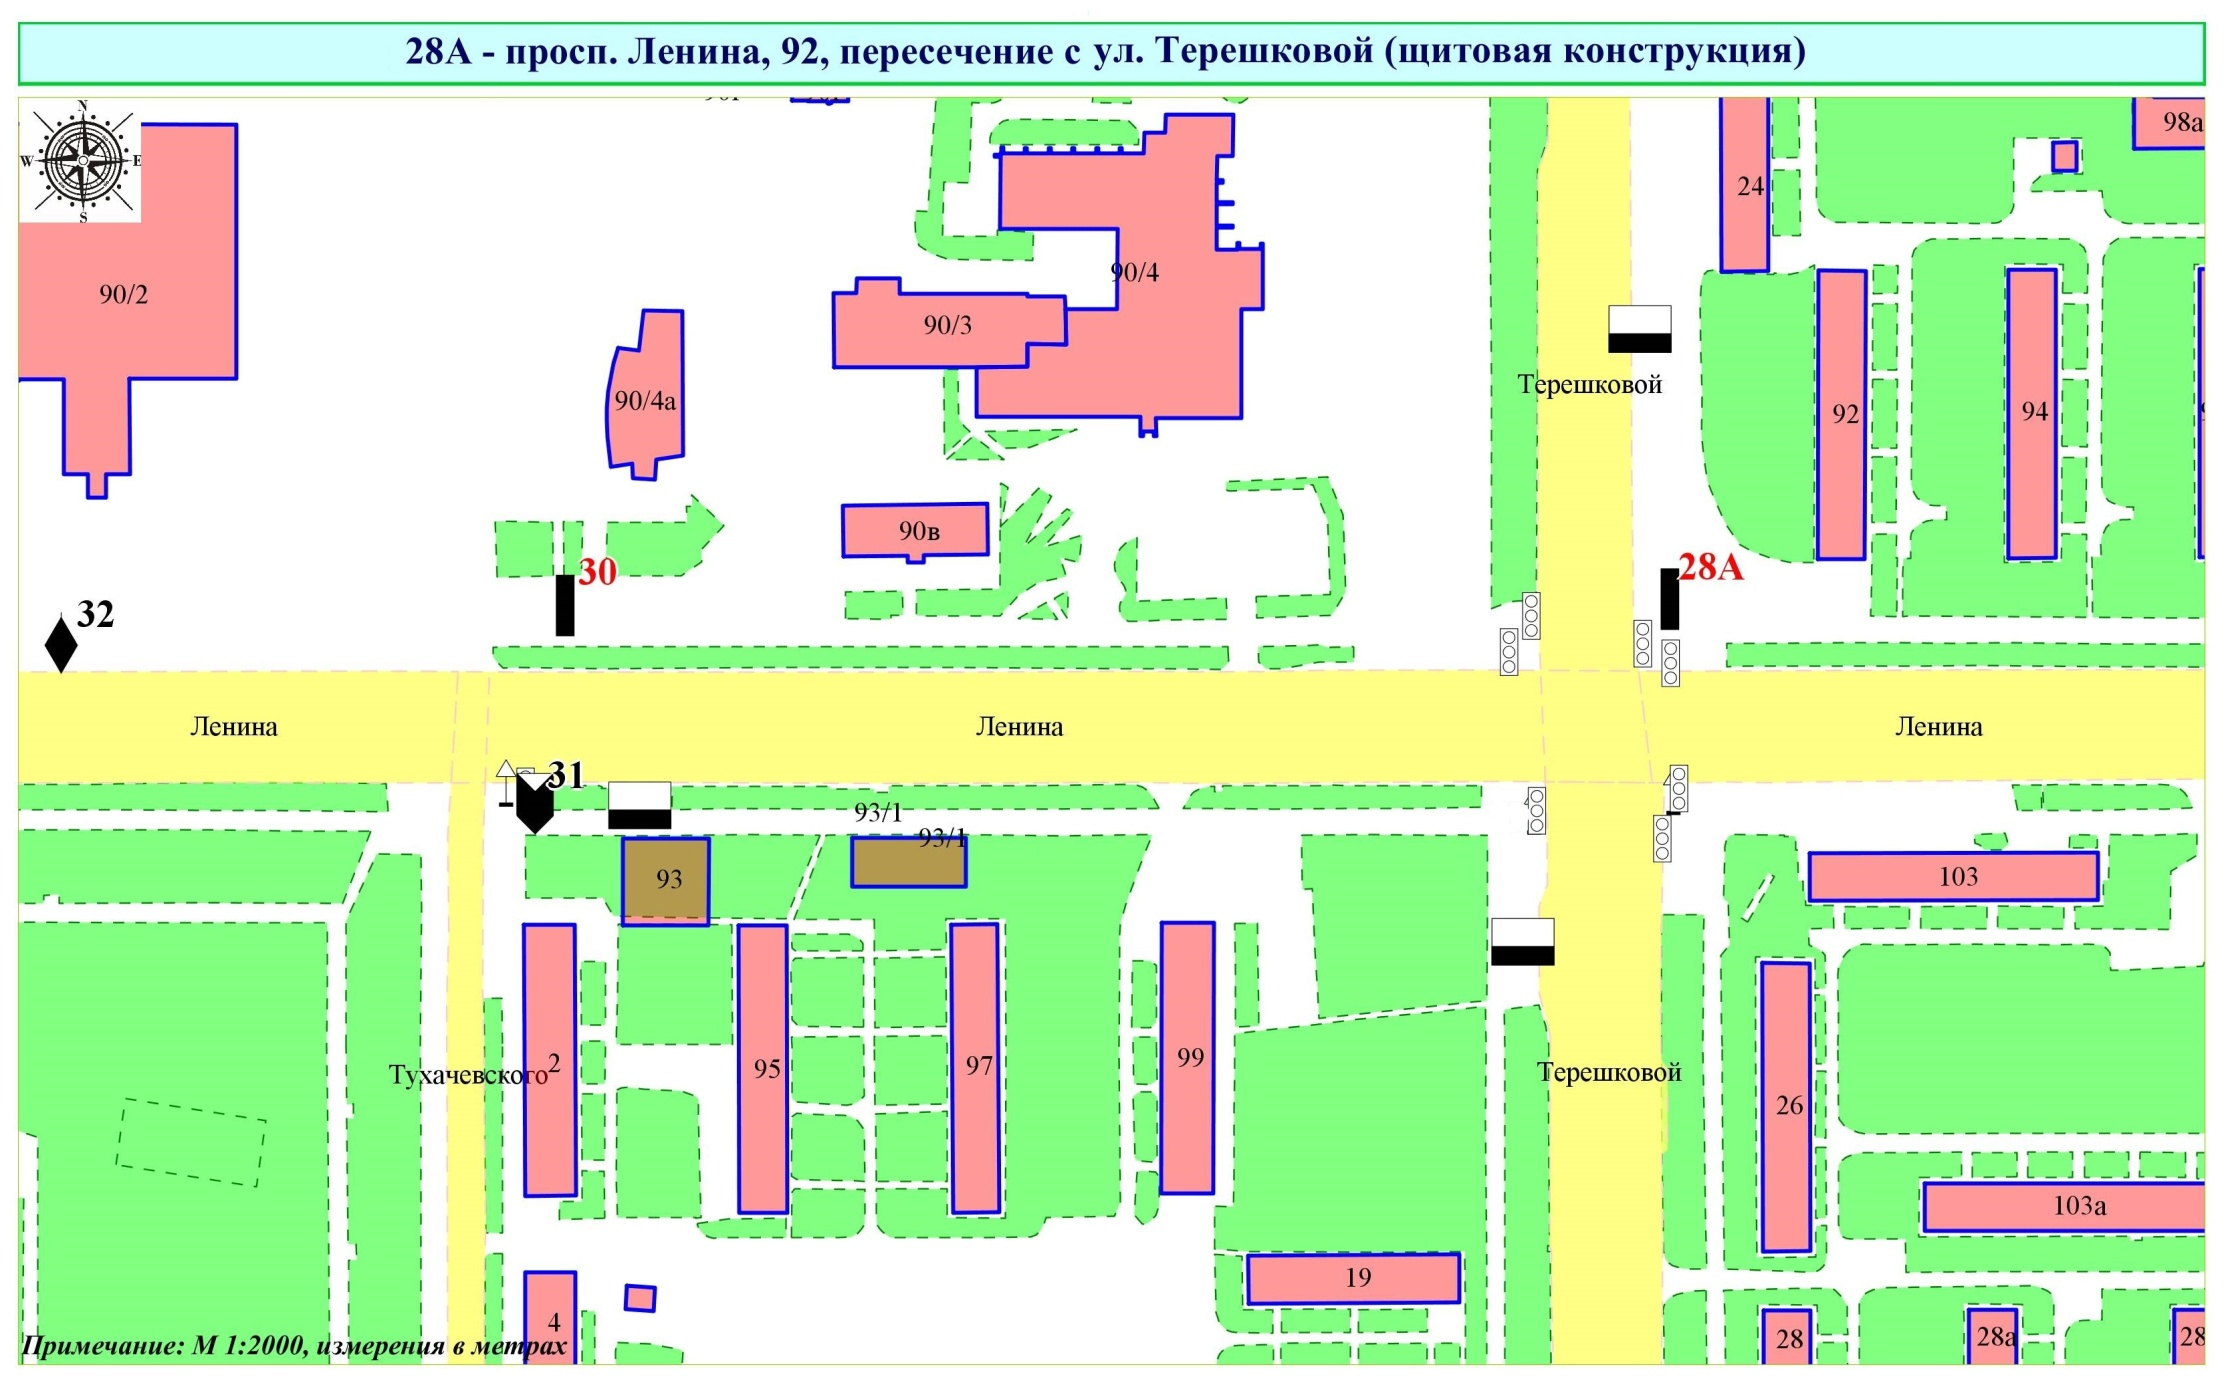 28А - просп. Ленина, 92, пересечение с ул. Терешковой (щитовая конструкция)
N
W E
S
98а
24
90/2
90/4
90/3
Терешковой
90/4а
92
94
90в
30
28А
32
Ленина
Ленина
Ленина
31
93/1
93/1
93
103
2
95
97
99
Тухачевского
Терешковой
26
103а
19
4
28
28а
28
Примечание: М 1:2000, измерения в метрах